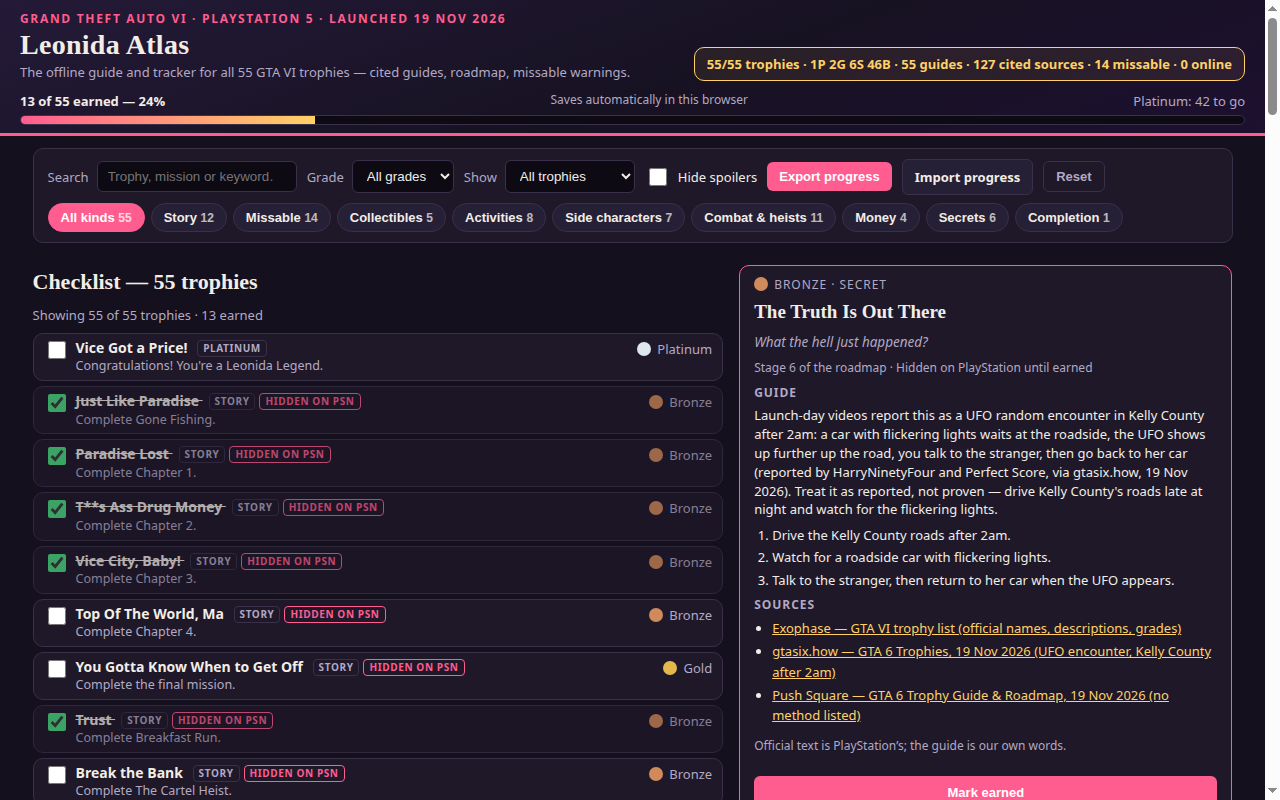 GRAND THEFT AUTO VI · PLAYSTATION 5 · LAUNCHED 19 NOV 2026
Leonida Atlas
The offline guide and tracker for all 55 GTA VI trophies — cited guides, roadmap, missable warnings.
55/55 trophies · 1P 2G 6S 46B · 55 guides · 127 cited sources · 14 missable · 0 online
13 of 55 earned — 24%
Saves automatically in this browser
Platinum: 42 to go
Search
Trophy, mission or keyword.
Grade
All grades
Show
All trophies
Hide spoilers
Export progress
Import progress
Reset
All kinds 55
Story 12
Missable 14
Collectibles 5
Activities 8
Side characters 7
Combat & heists 11
Money 4
Secrets 6
Completion 1
Checklist — 55 trophies
Showing 55 of 55 trophies · 13 earned
Vice Got a Price! PLATINUM
Platinum
Congratulations! You're a Leonida Legend.
Just Like Paradise STORY HIDDEN ON PSN
Bronze
Complete Gone Fishing.
Paradise Lost STORY HIDDEN ON PSN
Bronze
Complete Chapter 1.
T**s Ass Drug Money STORY HIDDEN ON PSN
Bronze
Complete Chapter 2.
Vice City, Baby! STORY HIDDEN ON PSN
Bronze
Complete Chapter 3.
Top Of The World, Ma STORY HIDDEN ON PSN
Bronze
Complete Chapter 4.
You Gotta Know When to Get Off STORY HIDDEN ON PSN
Gold
Complete the final mission.
Trust STORY HIDDEN ON PSN
Bronze
Complete Breakfast Run.
Break the Bank STORY HIDDEN ON PSN
Bronze
Complete The Cartel Heist.
BRONZE · SECRET
The Truth Is Out There
What the hell just happened?
Stage 6 of the roadmap · Hidden on PlayStation until earned
GUIDE
Launch-day videos report this as a UFO random encounter in Kelly County
after 2am: a car with flickering lights waits at the roadside, the UFO shows
up further up the road, you talk to the stranger, then go back to her car
(reported by HarryNinetyFour and Perfect Score, via gtasix.how, 19 Nov
2026). Treat it as reported, not proven — drive Kelly County's roads late at
night and watch for the flickering lights.
1. Drive the Kelly County roads after 2am.
2. Watch for a roadside car with flickering lights.
3. Talk to the stranger, then return to her car when the UFO appears.
SOURCES
• Exophase — GTA VI trophy list (official names, descriptions, grades)
• gtasix.how — GTA 6 Trophies, 19 Nov 2026 (UFO encounter, Kelly County
after 2am)
• Push Square — GTA 6 Trophy Guide & Roadmap, 19 Nov 2026 (no
method listed)
Official text is PlayStation's; the guide is our own words.
Mark earned